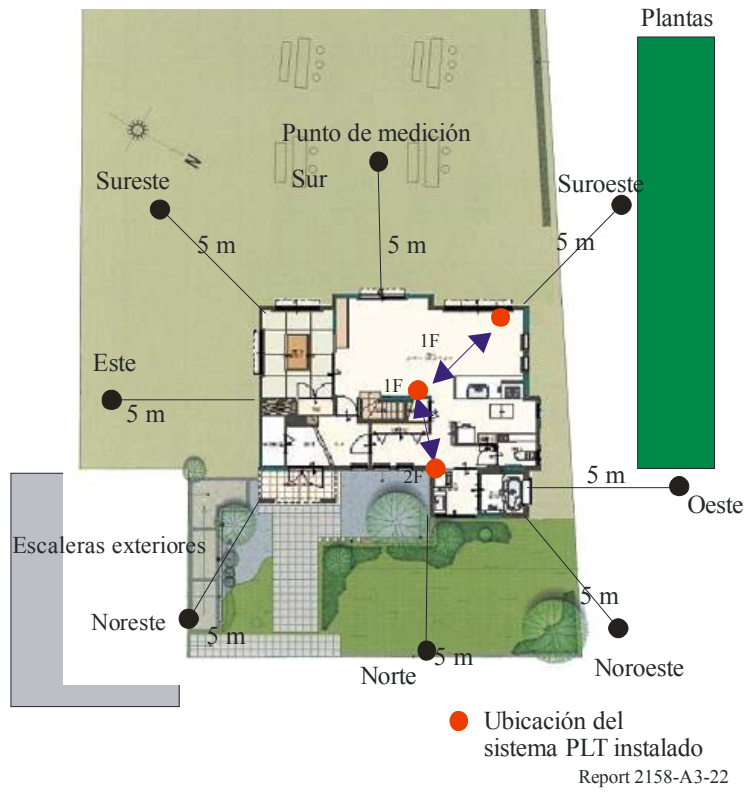 Plantas
Punto de medición
Sur
Sureste
Suroeste
5 m
5 m
5 m
N
1F
1F
Este
5 m
2F
5 m
Oeste
Escaleras exteriores
Noreste
5 m
5 m
Norte
5 m
Noroeste
Ubicación del
sistema PLT instalado
Report 2158-A3-22